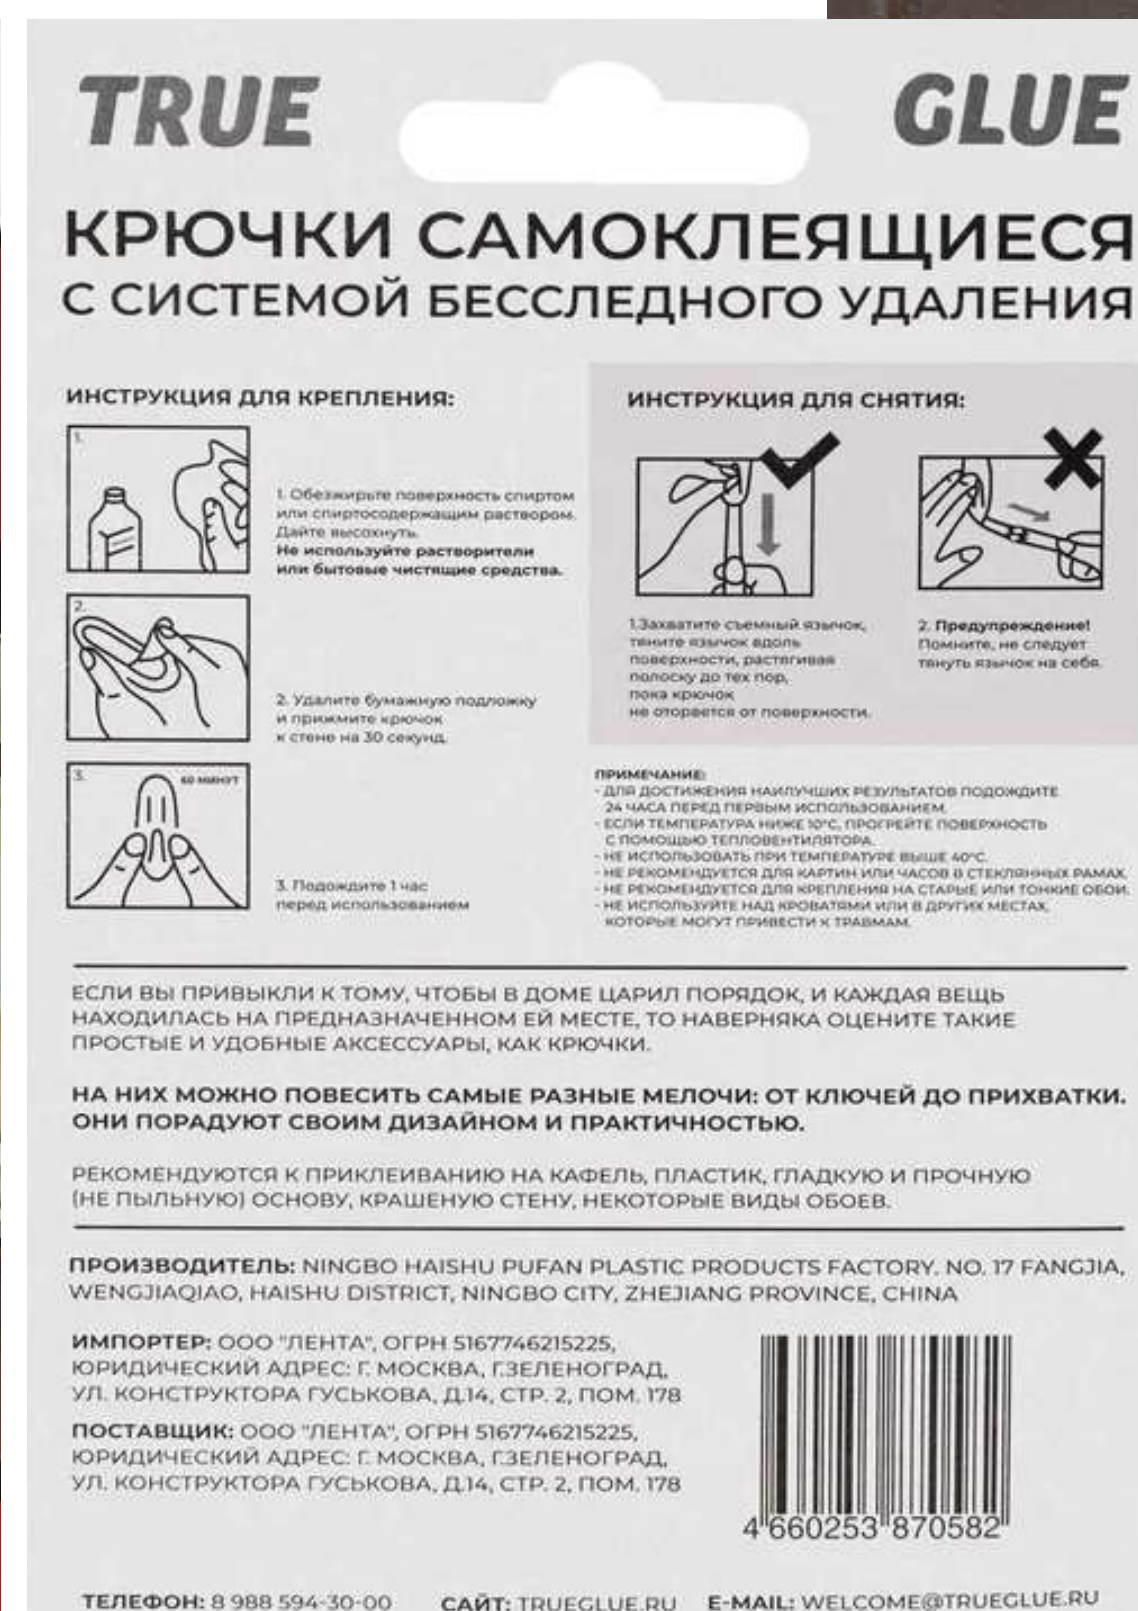 TRUE GLUE
КРЮЧКИ САМОКЛЕЯЩИЕСЯ
С СИСТЕМОЙ БЕССЛЕДНОГО УДАЛЕНИЯ
ИНСТРУКЦИЯ ДЛЯ КРЕПЛЕНИЯ:
1.
1. Обезжирьте поверхность спиртом
или спиртосодержащим раствором.
Дайте высохнуть.
Не используйте растворители
или бытовые чистящие средства.
2.
2. Удалите бумажную подложку
и прижмите крючок
к стене на 30 секунд.
3.
60 МИНУТ
3. Подождите 1 час
перед использованием
ИНСТРУКЦИЯ ДЛЯ СНЯТИЯ:
1.Захватите съемный язычок,
тяните язычок вдоль
поверхности, растягивая
полоску до тех пор,
пока крючок
не оторвется от поверхности.
2. Предупреждение!
Помните, не следует
тянуть язычок на себя.
ПРИМЕЧАНИЕ:
- ДЛЯ ДОСТИЖЕНИЯ НАИЛУЧШИХ РЕЗУЛЬТАТОВ ПОДОЖДИТЕ
24 ЧАСА ПЕРЕД ПЕРВЫМ ИСПОЛЬЗОВАНИЕМ.
- ЕСЛИ ТЕМПЕРАТУРА НИЖЕ 10°C, ПРОГРЕЙТЕ ПОВЕРХНОСТЬ
С ПОМОЩЬЮ ТЕПЛОВЕНТИЛЯТОРА.
- НЕ ИСПОЛЬЗОВАТЬ ПРИ ТЕМПЕРАТУРЕ ВЫШЕ 40°C.
- НЕ РЕКОМЕНДУЕТСЯ ДЛЯ КАРТИН ИЛИ ЧАСОВ В СТЕКЛЯННЫХ РАМАХ.
- НЕ РЕКОМЕНДУЕТСЯ ДЛЯ КРЕПЛЕНИЯ НА СТАРЫЕ ИЛИ ТОНКИЕ ОБОИ.
- НЕ ИСПОЛЬЗУЙТЕ НАД КРОВАТЯМИ ИЛИ В ДРУГИХ МЕСТАХ,
КОТОРЫЕ МОГУТ ПРИВЕСТИ К ТРАВМАМ.
ЕСЛИ ВЫ ПРИВЫКЛИ К ТОМУ, ЧТОБЫ В ДОМЕ ЦАРИЛ ПОРЯДОК, И КАЖДАЯ ВЕЩЬ
НАХОДИЛАСЬ НА ПРЕДНАЗНАЧЕННОМ ЕЙ МЕСТЕ, ТО НАВЕРНЯКА ОЦЕНИТЕ ТАКИЕ
ПРОСТЫЕ И УДОБНЫЕ АКСЕССУАРЫ, КАК КРЮЧКИ.
НА НИХ МОЖНО ПОВЕСИТЬ САМЫЕ РАЗНЫЕ МЕЛОЧИ: ОТ КЛЮЧЕЙ ДО ПРИХВАТКИ.
ОНИ ПОРАДУЮТ СВОИМ ДИЗАЙНОМ И ПРАКТИЧНОСТЬЮ.
РЕКОМЕНДУЮТСЯ К ПРИКЛЕИВАНИЮ НА КАФЕЛЬ, ПЛАСТИК, ГЛАДКУЮ И ПРОЧНУЮ
(НЕ ПЫЛЬНУЮ) ОСНОВУ, КРАШЕНУЮ СТЕНУ, НЕКОТОРЫЕ ВИДЫ ОБОЕВ.
ПРОИЗВОДИТЕЛЬ: NINGBO HAISHU PUFAN PLASTIC PRODUCTS FACTORY. NO. 17 FANGJIA,
WENGJIAQIAO, HAISHU DISTRICT, NINGBO CITY, ZHEJIANG PROVINCE, CHINA
ИМПОРТЕР: ООО "ЛЕНТА", ОГРН 5167746215225,
ЮРИДИЧЕСКИЙ АДРЕС: Г. МОСКВА, Г.ЗЕЛЕНОГРАД,
УЛ. КОНСТРУКТОРА ГУСЬКОВА, Д.14, СТР. 2, ПОМ. 178
ПОСТАВЩИК: ООО "ЛЕНТА", ОГРН 5167746215225,
ЮРИДИЧЕСКИЙ АДРЕС: Г. МОСКВА, Г.ЗЕЛЕНОГРАД,
УЛ. КОНСТРУКТОРА ГУСЬКОВА, Д.14, СТР. 2, ПОМ. 178
4 660253 870582
ТЕЛЕФОН: 8 988 594-30-00 САЙТ: TRUEGLUE.RU E-MAIL: WELCOME@TRUEGLUE.RU